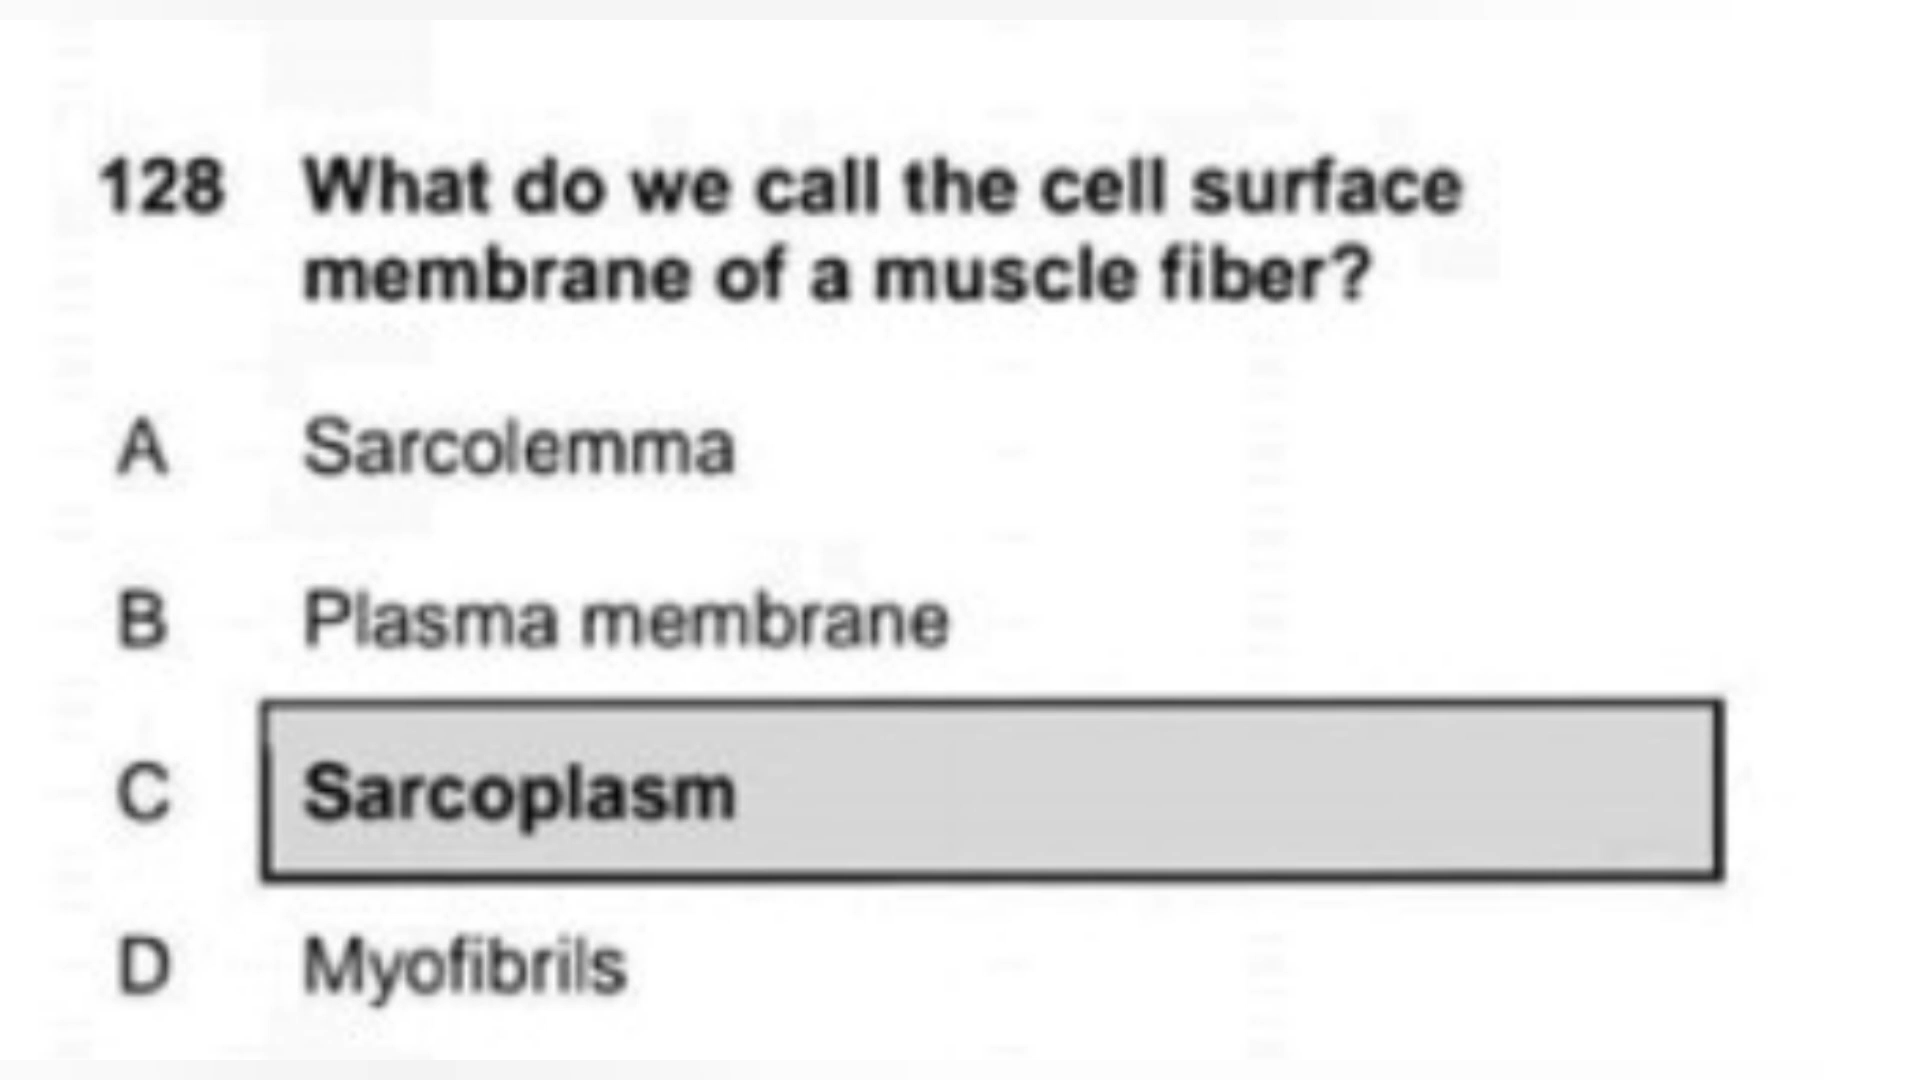 128 What do we call the cell surface
membrane of a muscle fiber?
A Sarcolemma
B Plasma membrane
C Sarcoplasm
D Myofibrils